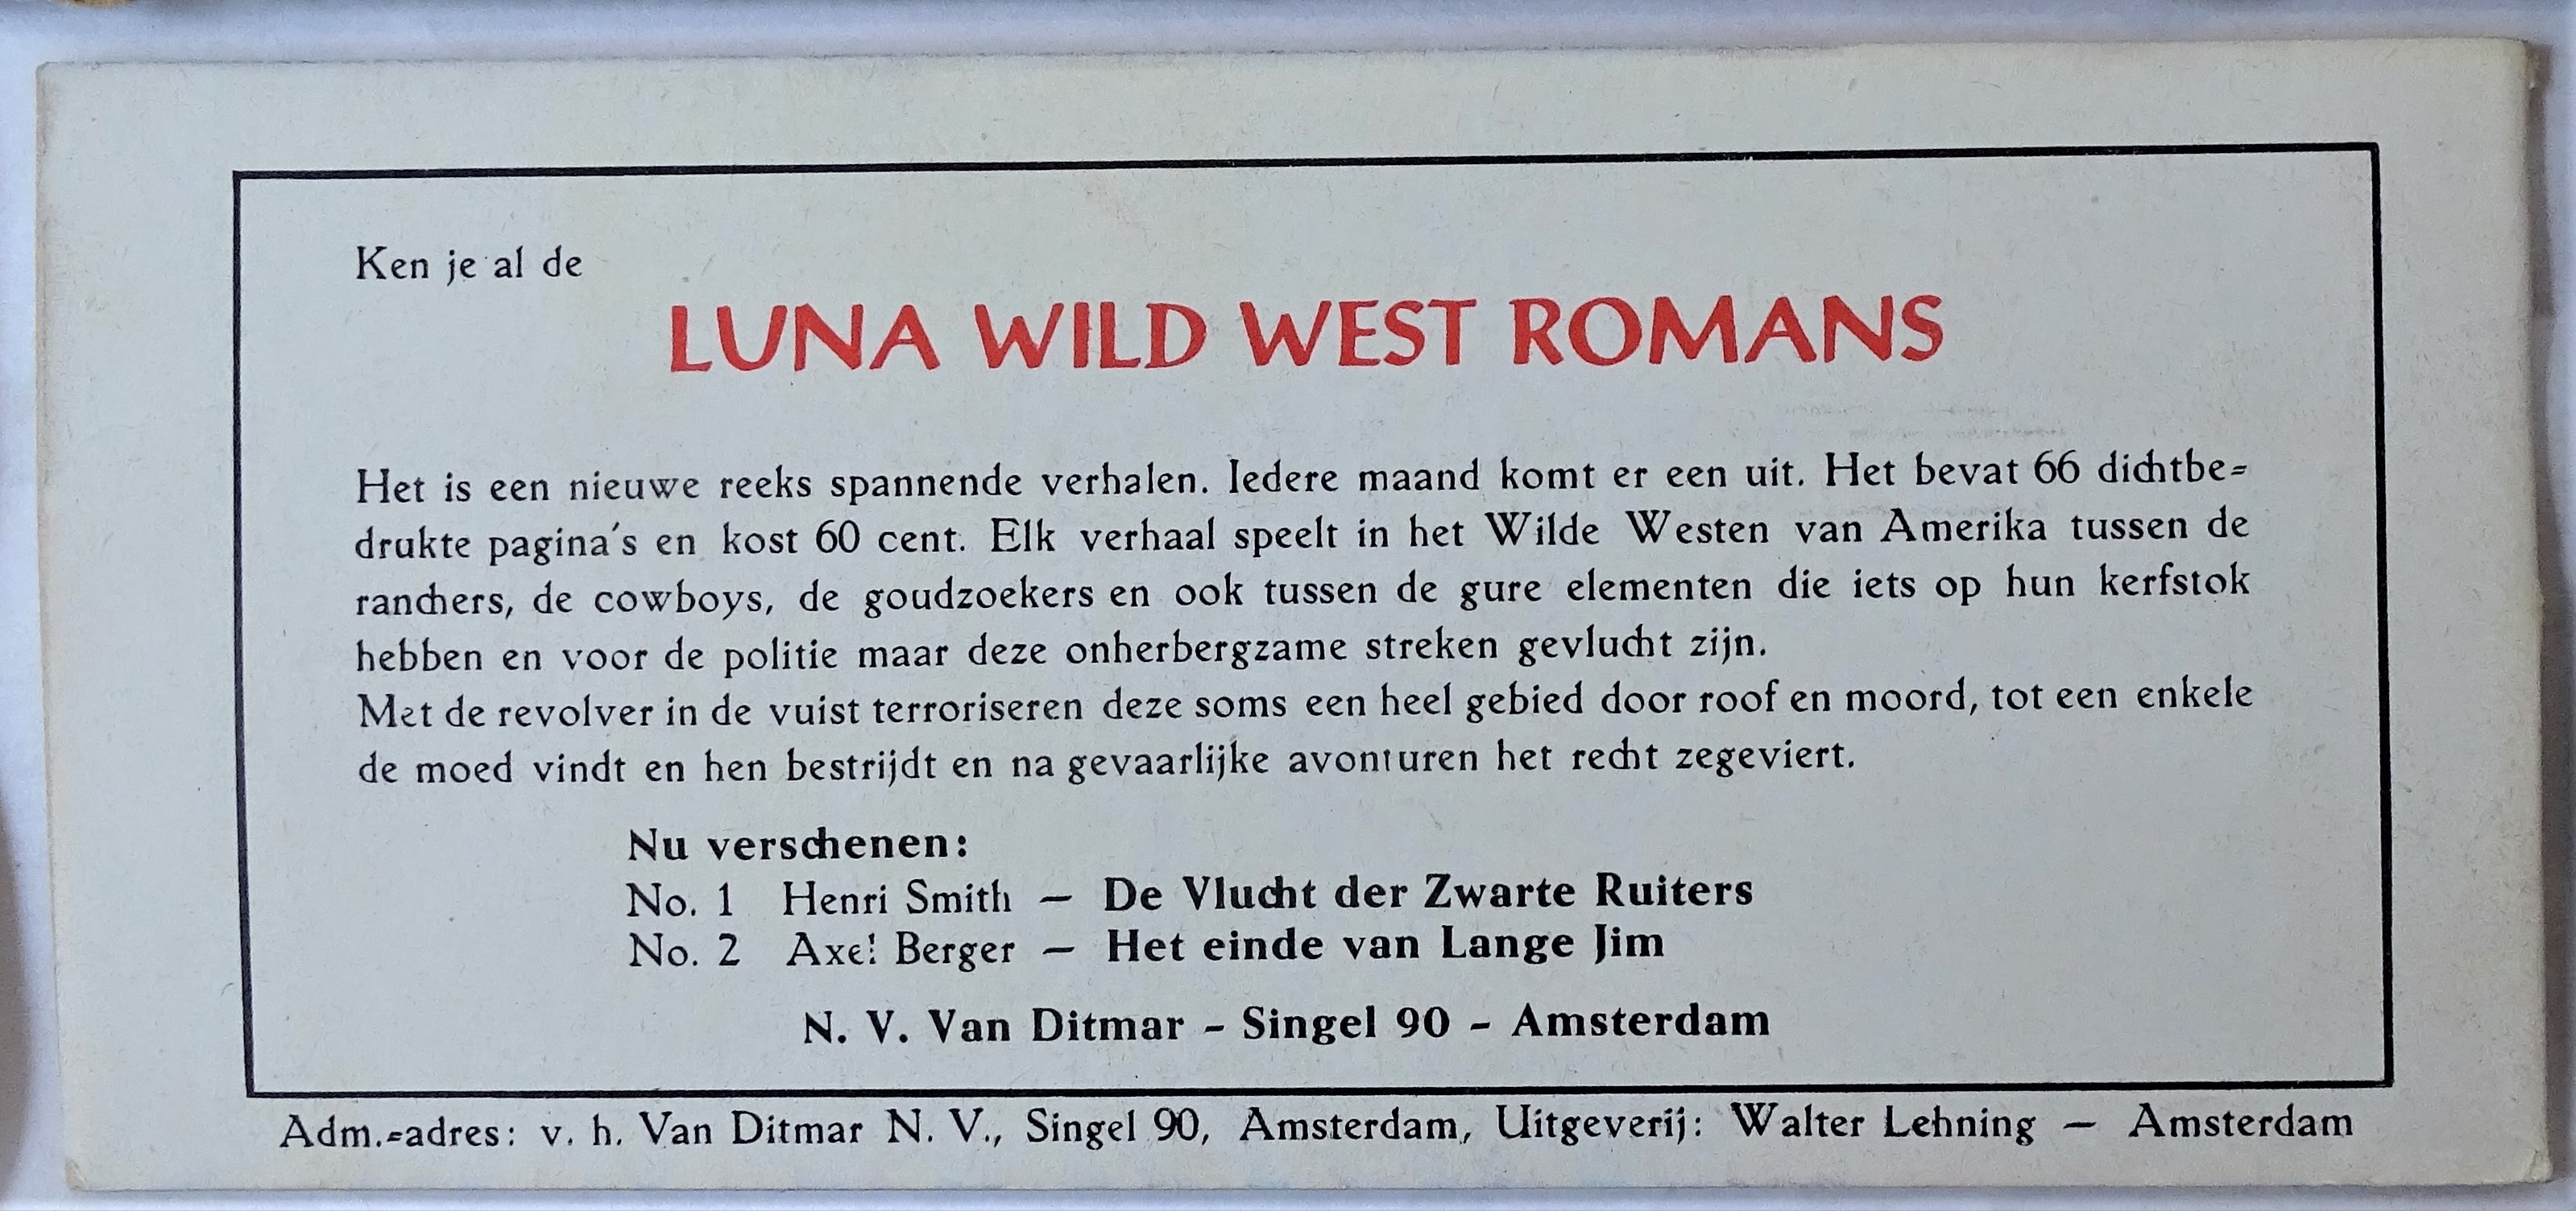 Ken je al de
LUNA WILD WEST ROMANS
Het is een nieuwe reeks spannende verhalen. Iedere maand komt er een uit. Het bevat 66 dichtbe=
drukte pagina's en kost 60 cent. Elk verhaal speelt in het Wilde Westen van Amerika tussen de
ranchers, de cowboys, de goudzoekers en ook tussen de gure elementen die iets op hun kerfstok
hebben en voor de politie maar deze onherbergzame streken gevlucht zijn.
Met de revolver in de vuist terroriseren deze soms een heel gebied door roof en moord, tot een enkele
de moed vindt en hen bestrijdt en na gevaarlijke avonturen het recht zegeviert.
Nu verschenen:
No. 1 Henri Smith — De Vlucht der Zwarte Ruiters
No. 2 Axel Berger — Het einde van Lange Jim
N. V. Van Ditmar - Singel 90 - Amsterdam
Adm.=adres: v. h. Van Ditmar N. V., Singel 90, Amsterdam, Uitgeverij: Walter Lehning — Amsterdam